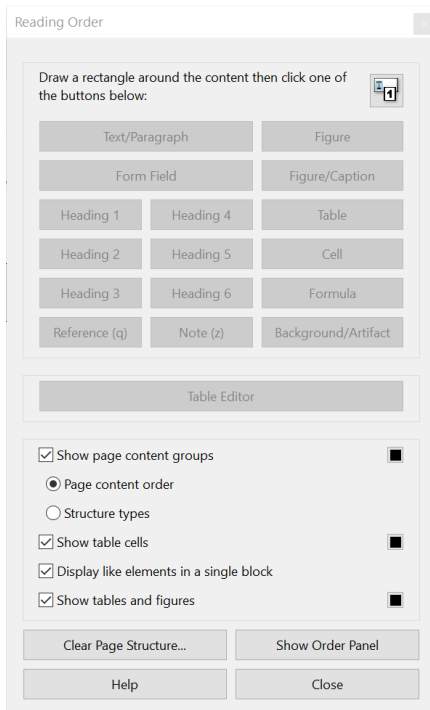 Reading Order
Draw a rectangle around the content then click one of
the buttons below:
1
Text/Paragraph
Figure
Form Field
Figure/Caption
Heading 1
Heading 4
Table
Heading 2
Heading 5
Cell
Heading 3
Heading 6
Formula
Reference (q)
Note (z)
Background/Artifact
Table Editor
Show page content groups
Page content order
Structure types
Show table cells
Display like elements in a single block
Show tables and figures
Clear Page Structure...
Show Order Panel
Help
Close